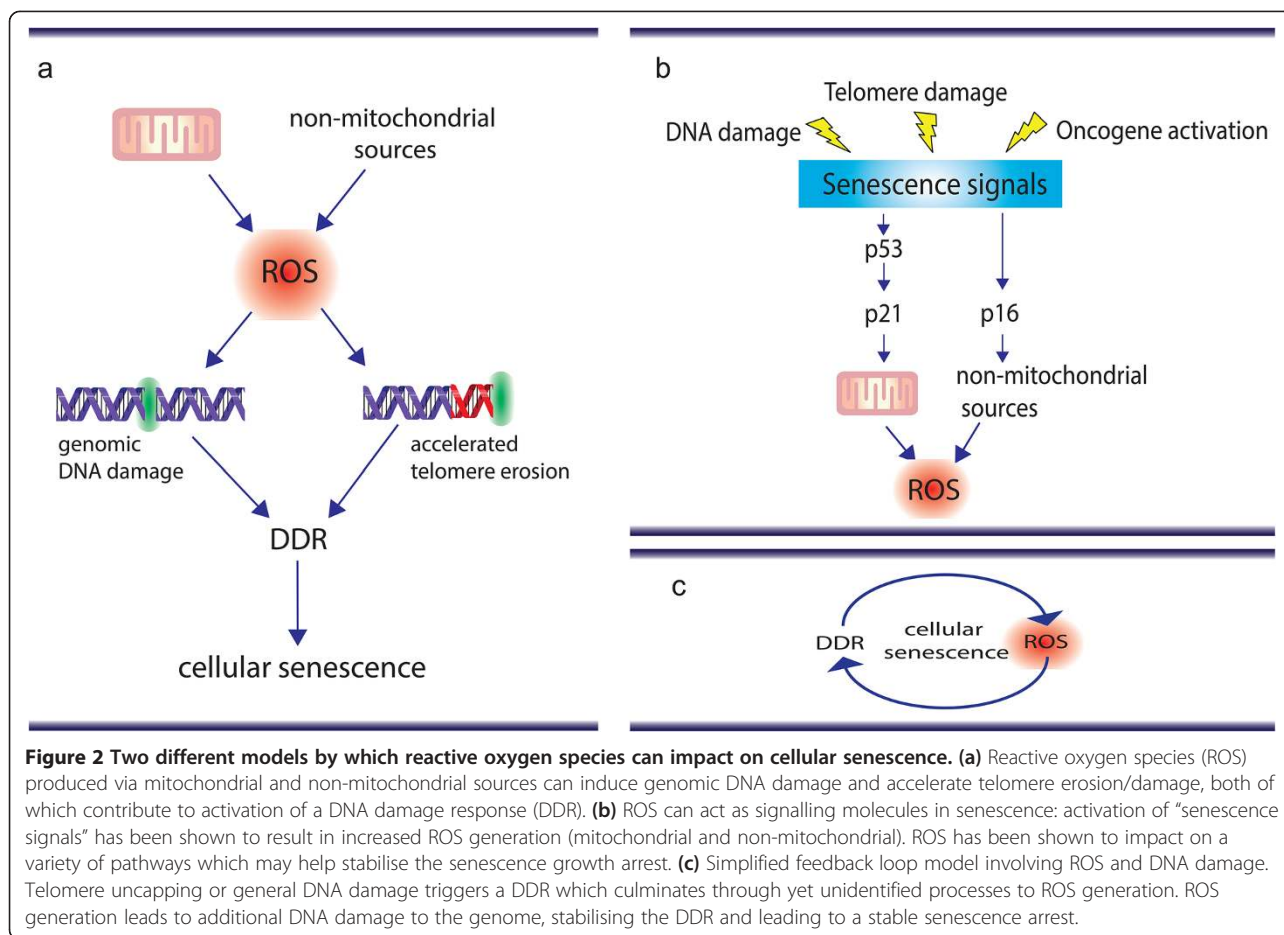 a
non-mitochondrial
sources
ROS
genomic
DNA damage
accelerated
telomere erosion
DDR
cellular senescence
b
Telomere damage
DNA damage
Oncogene activation
Senescence signals
p53
p21
p16
non-mitochondrial
sources
ROS
c
DDR
cellular
senescence
ROS
Figure 2 Two different models by which reactive oxygen species can impact on cellular senescence. (a) Reactive oxygen species (ROS)
produced via mitochondrial and non-mitochondrial sources can induce genomic DNA damage and accelerate telomere erosion/damage, both of
which contribute to activation of a DNA damage response (DDR). (b) ROS can act as signalling molecules in senescence: activation of “senescence
signals” has been shown to result in increased ROS generation (mitochondrial and non-mitochondrial). ROS has been shown to impact on a
variety of pathways which may help stabilise the senescence growth arrest. (c) Simplified feedback loop model involving ROS and DNA damage.
Telomere uncapping or general DNA damage triggers a DDR which culminates through yet unidentified processes to ROS generation. ROS
generation leads to additional DNA damage to the genome, stabilising the DDR and leading to a stable senescence arrest.